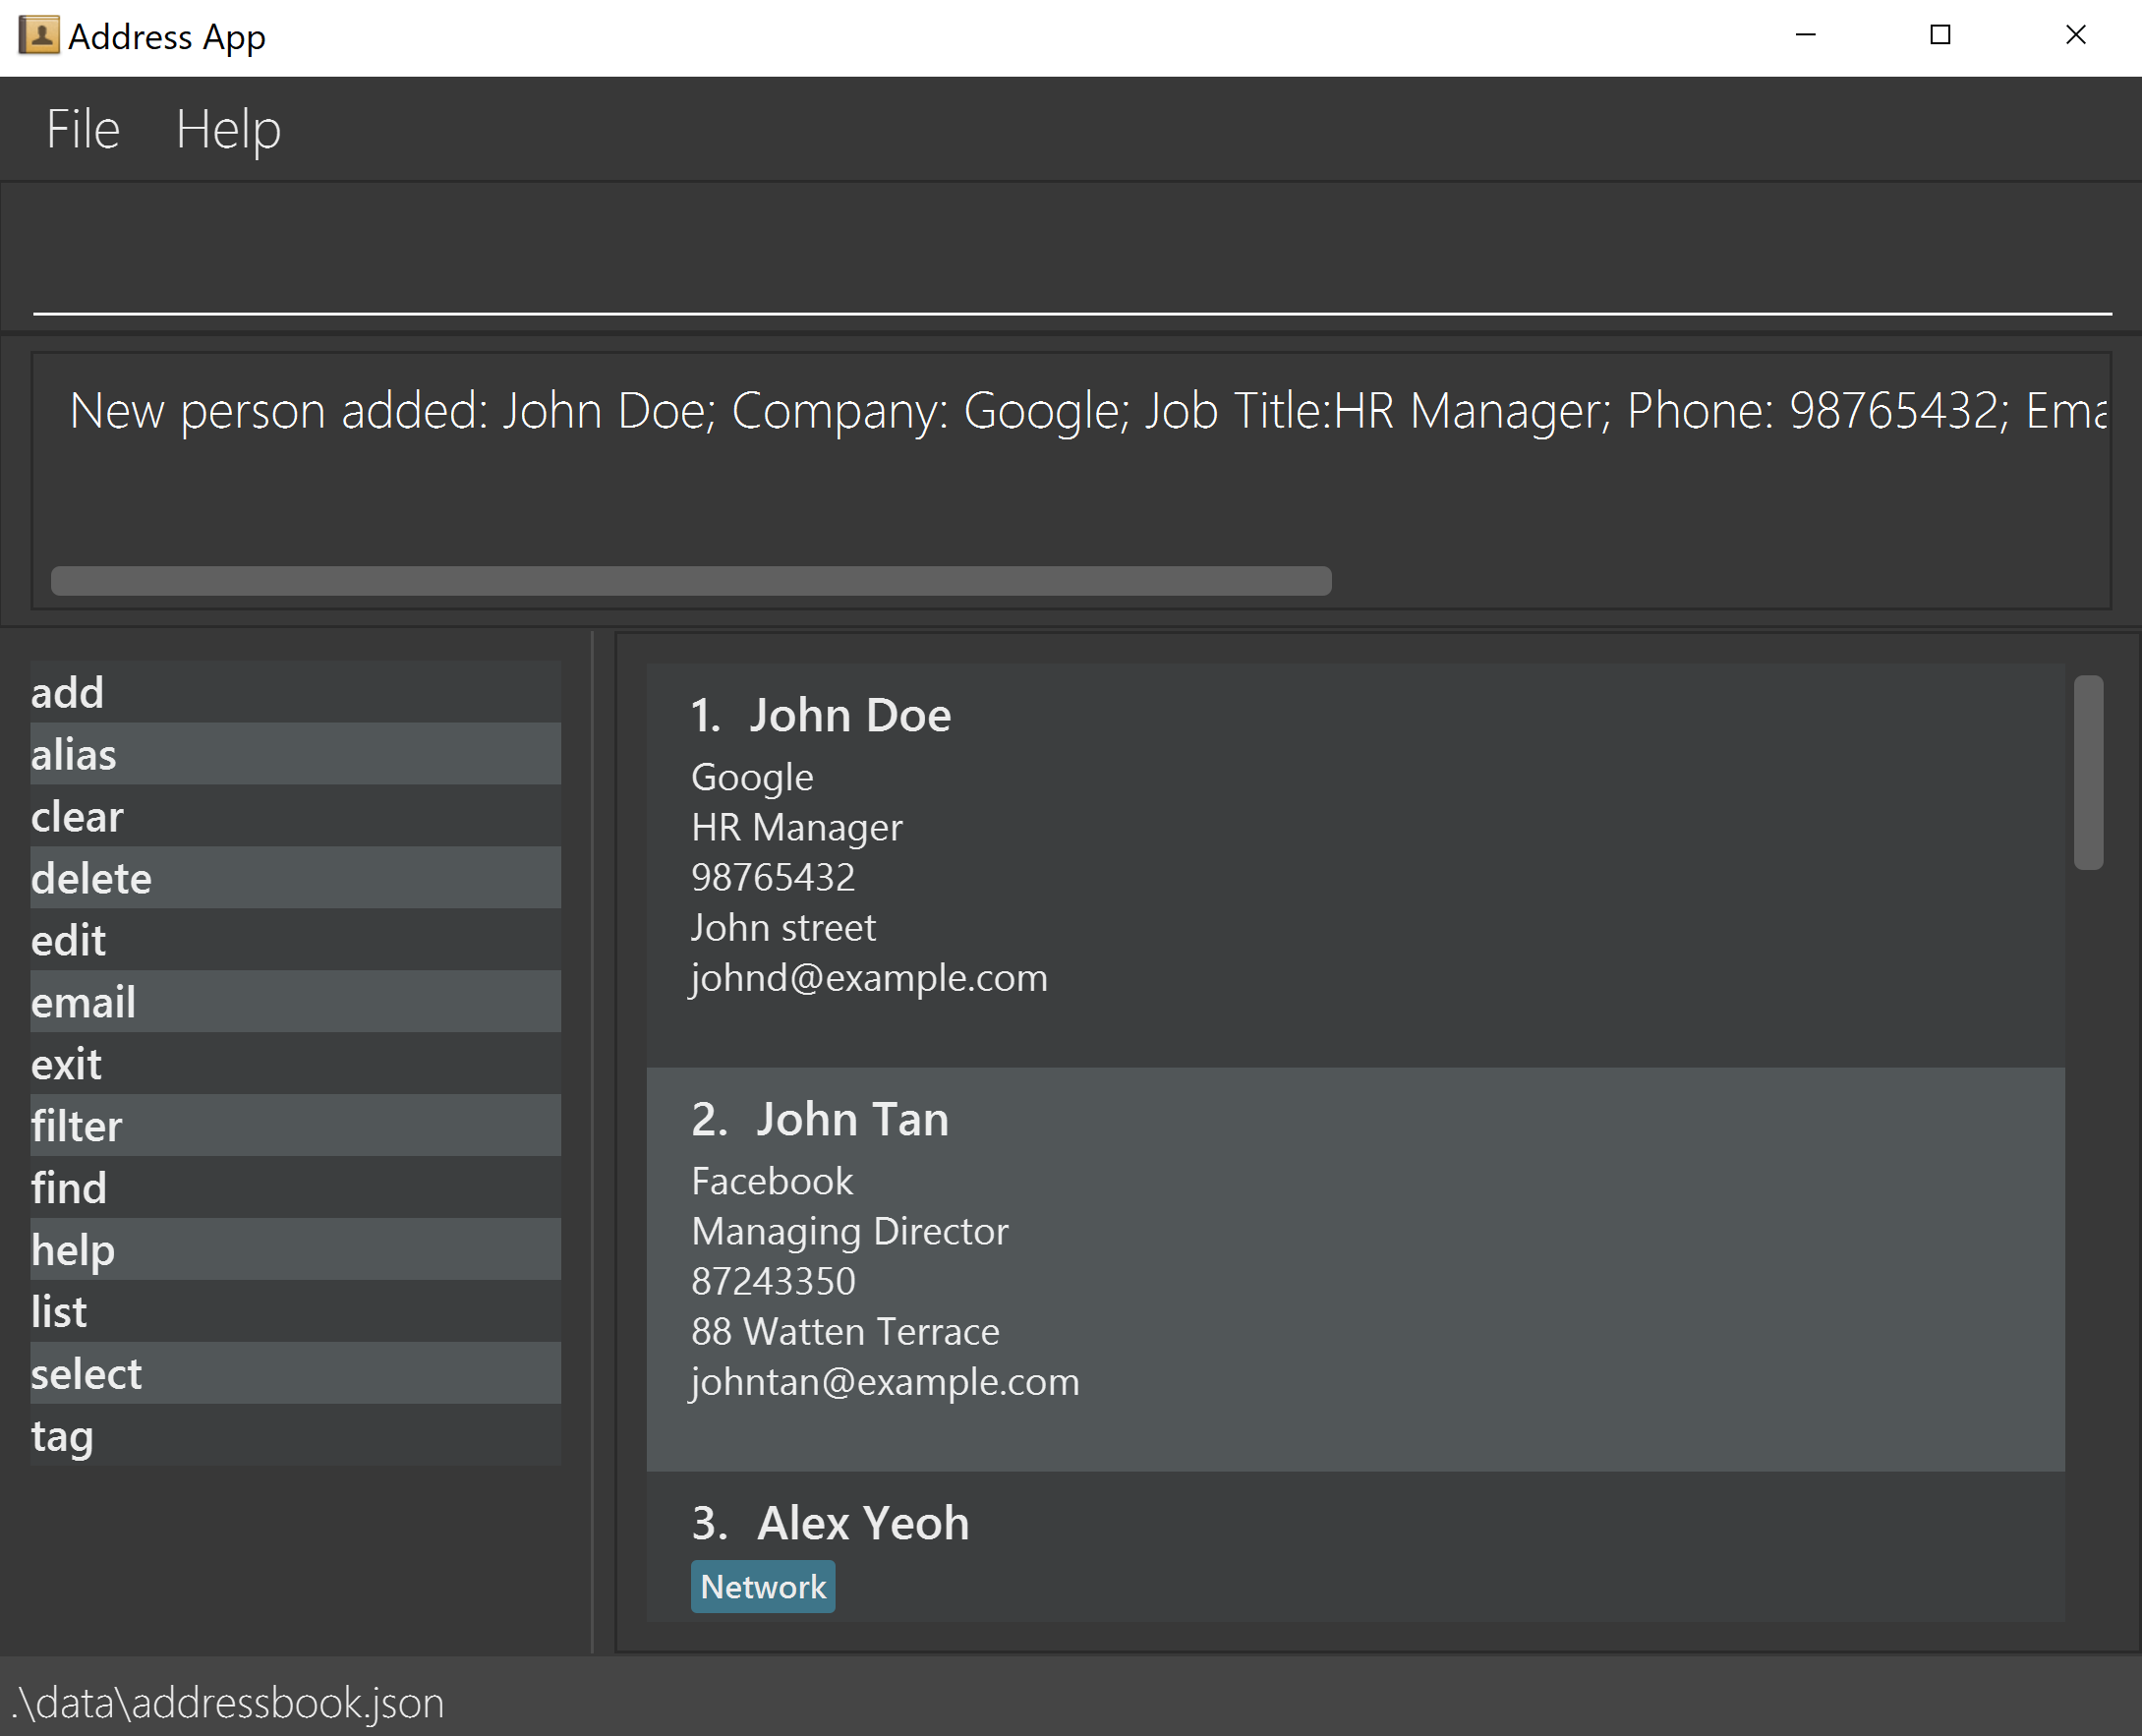 Address App
File Help
New person added: John Doe; Company: Google; Job Title:HR Manager; Phone: 98765432;
add
alias
clear
delete
edit
email
exit
filter
find
help
list
select
tag
1. John Doe
Google
HR Manager
98765432
John street
johnd@example.com
2. John Tan
Facebook
Managing Director
87243350
88 Watten Terrace
johntan@example.com
3. Alex Yeoh
Network
.\data\addressbook.json